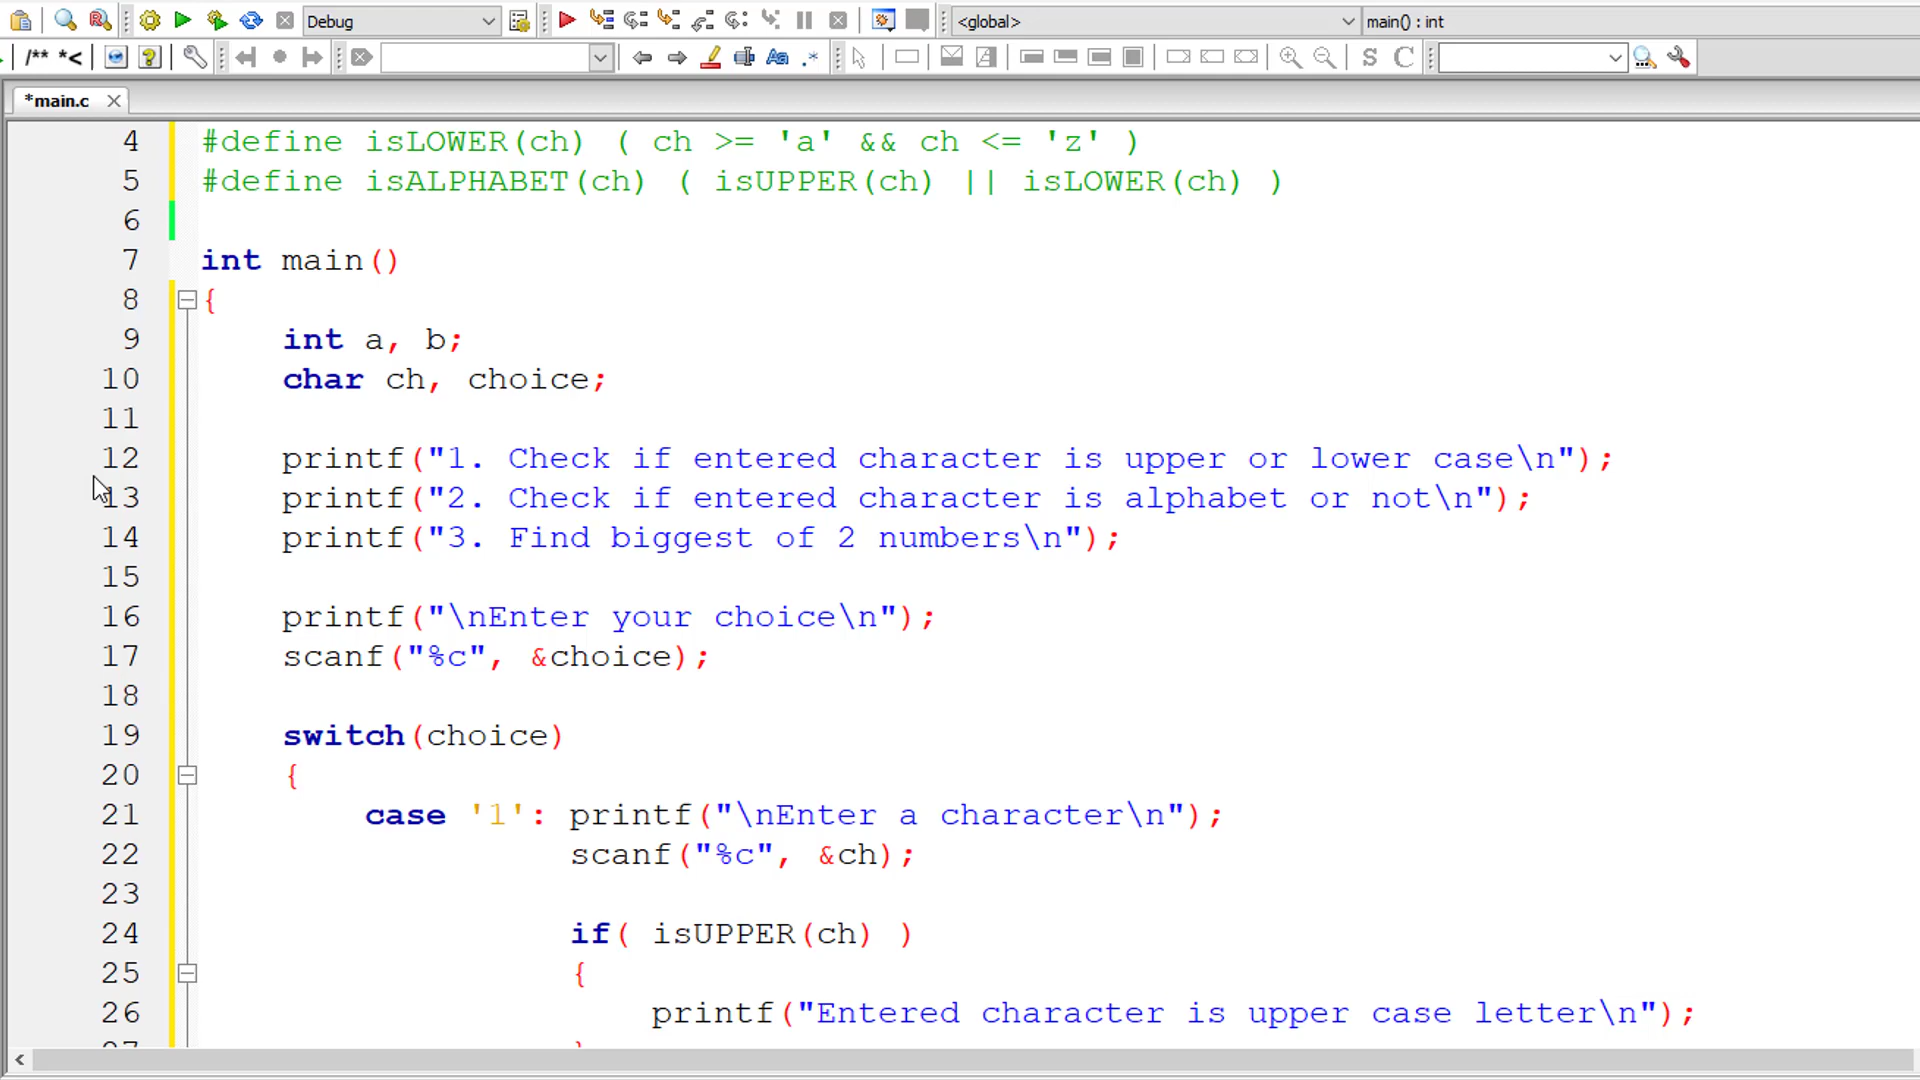 Debug
<global>
main() : int
/** *<
Aa
.*
S
C
*main.c
4 #define isLOWER(ch) ( ch >= 'a' && ch <= 'z' )
5 #define isALPHABET(ch) ( isUPPER(ch) || isLOWER(ch) )
6
7 int main()
8 {
9 int a, b;
10 char ch, choice;
11
12 printf("1. Check if entered character is upper or lower case\n");
13 printf("2. Check if entered character is alphabet or not\n");
14 printf("3. Find biggest of 2 numbers\n");
15
16 printf("\nEnter your choice\n");
17 scanf("%c", &choice);
18
19 switch(choice)
20 {
21 case '1': printf("\nEnter a character\n");
22 scanf("%c", &ch);
23
24 if( isUPPER(ch) )
25 {
26 printf("Entered character is upper case letter\n");